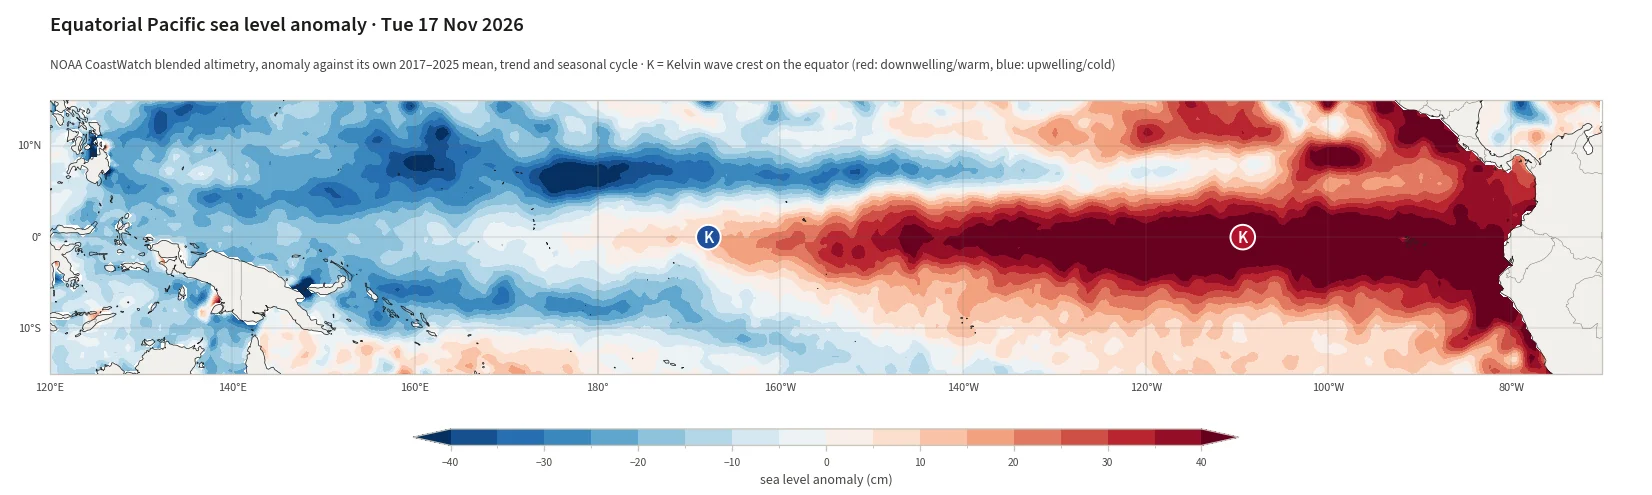 Equatorial Pacific sea level anomaly · Tue 17 Nov 2026
NOAA CoastWatch blended altimetry, anomaly against its own 2017–2025 mean, trend and seasonal cycle · K = Kelvin wave crest on the equator (red: downwelling/warm, blue: upwelling/cold)
10°N
0°
K
K
10°S
120°E 140°E 160°E 180° 160°W 140°W 120°W 100°W 80°W
−40 −30 −20 −10 0 10 20 30 40
sea level anomaly (cm)